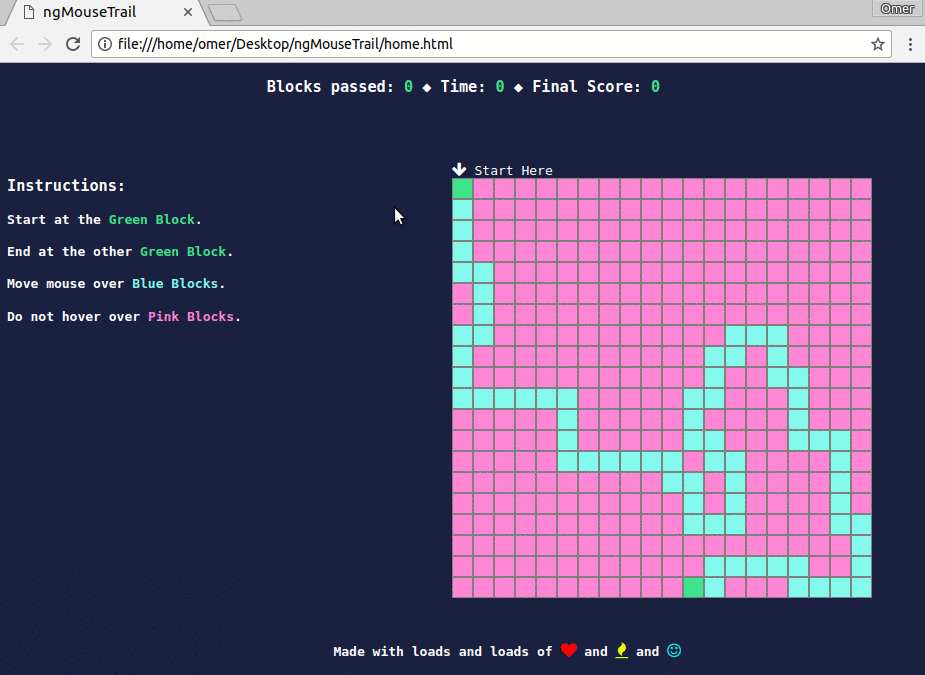 ngMouseTrail
Omer
file:///home/omer/Desktop/ngMouseTrail/home.html
Blocks passed: 0 ◆ Time: 0 ◆ Final Score: 0
Start Here
Instructions:
Start at the Green Block.
End at the other Green Block.
Move mouse over Blue Blocks.
Do not hover over Pink Blocks.
Made with loads and loads of and and